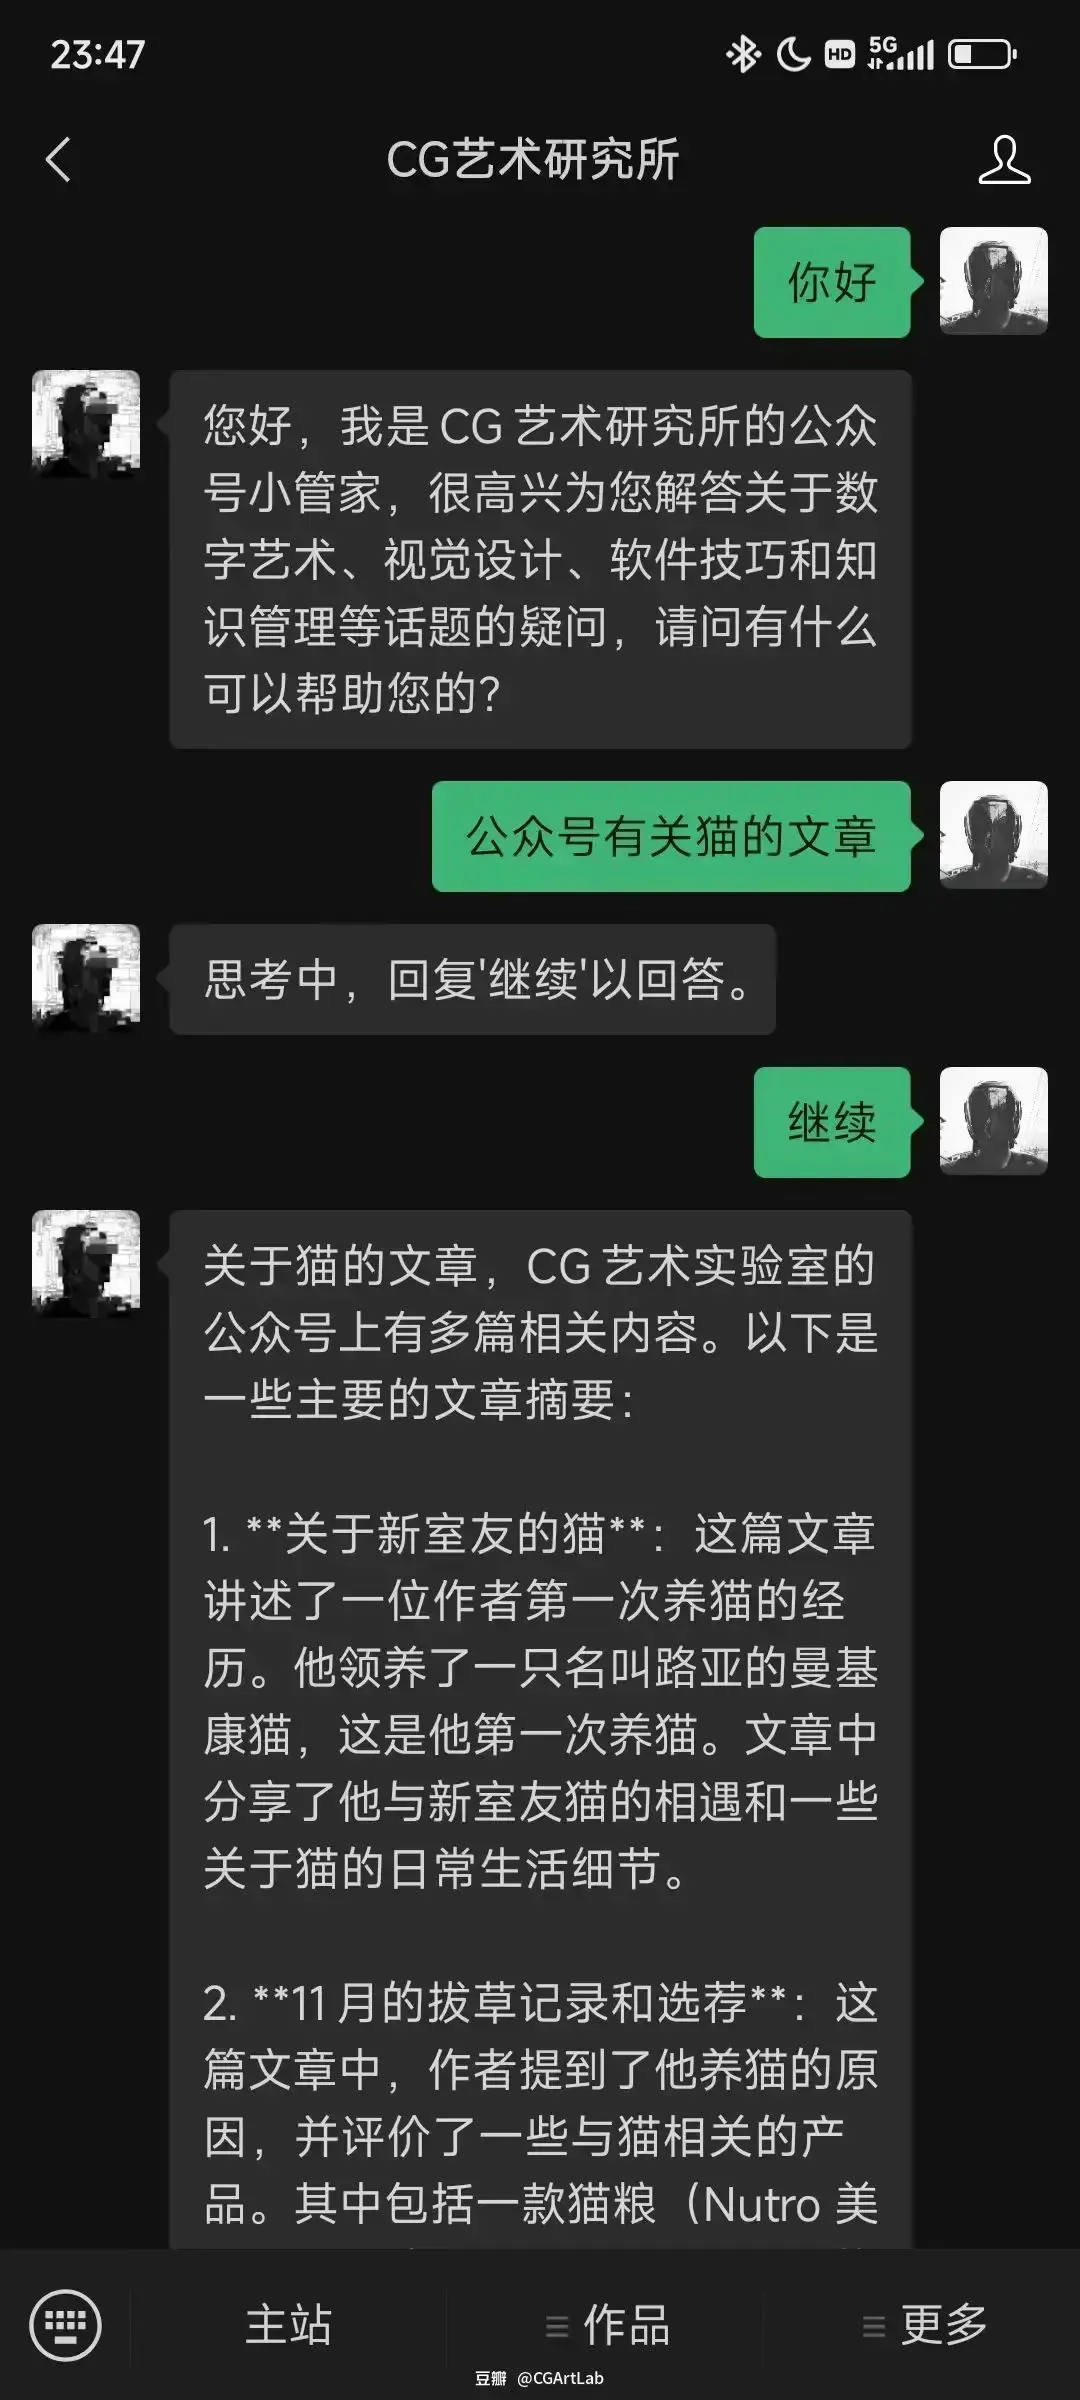 23:47
HD 5G
CG艺术研究所
你好
您好，我是 CG 艺术研究所的公众
号小管家，很高兴为您解答关于数
字艺术、视觉设计、软件技巧和知
识管理等话题的疑问，请问有什么
可以帮助您的？
公众号有关猫的文章
思考中，回复'继续'以回答。
继续
关于猫的文章，CG 艺术实验室的
公众号上有多篇相关内容。以下是
一些主要的文章摘要：
1. **关于新室友的猫**：这篇文章
讲述了一位作者第一次养猫的经
历。他领养了一只名叫路亚的曼基
康猫，这是他第一次养猫。文章中
分享了他与新室友猫的相遇和一些
关于猫的日常生活细节。
2. **11 月的拔草记录和选荐**：这
篇文章中，作者提到了他养猫的原
因，并评价了一些与猫相关的产
品。其中包括一款猫粮（Nutro 美
主站
作品
更多
豆瓣 @CGArtLab